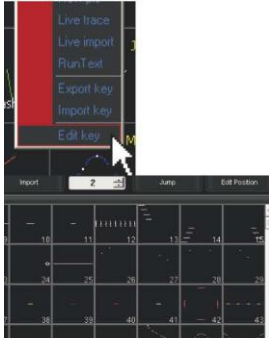 Live trace
Live import
RunText
Export key
Import key
Edit key
Import 2 Jump Edit Position
9 10 11 12 13 14 15
24 25 26 27 28 29
38 39 40 41 42 43